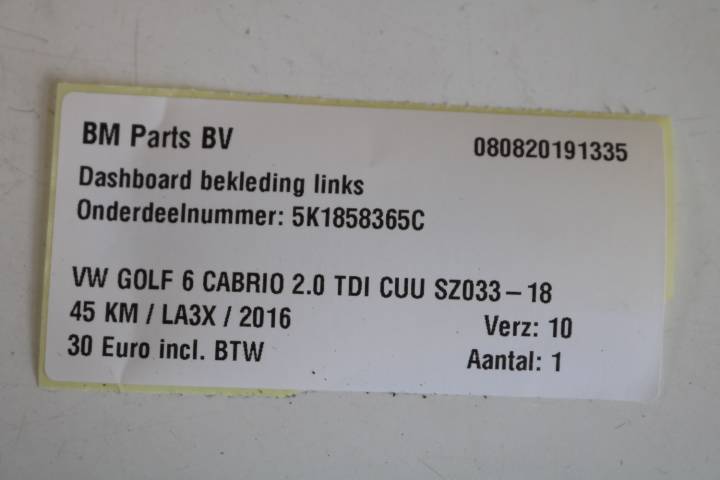 BM Parts BV 080820191335
Dashboard bekleding links
Onderdeelnummer: 5K1858365C
VW GOLF 6 CABRIO 2.0 TDI CUU SZ033-18
45 KM / LA3X / 2016 Verz: 10
30 Euro incl. BTW Aantal: 1